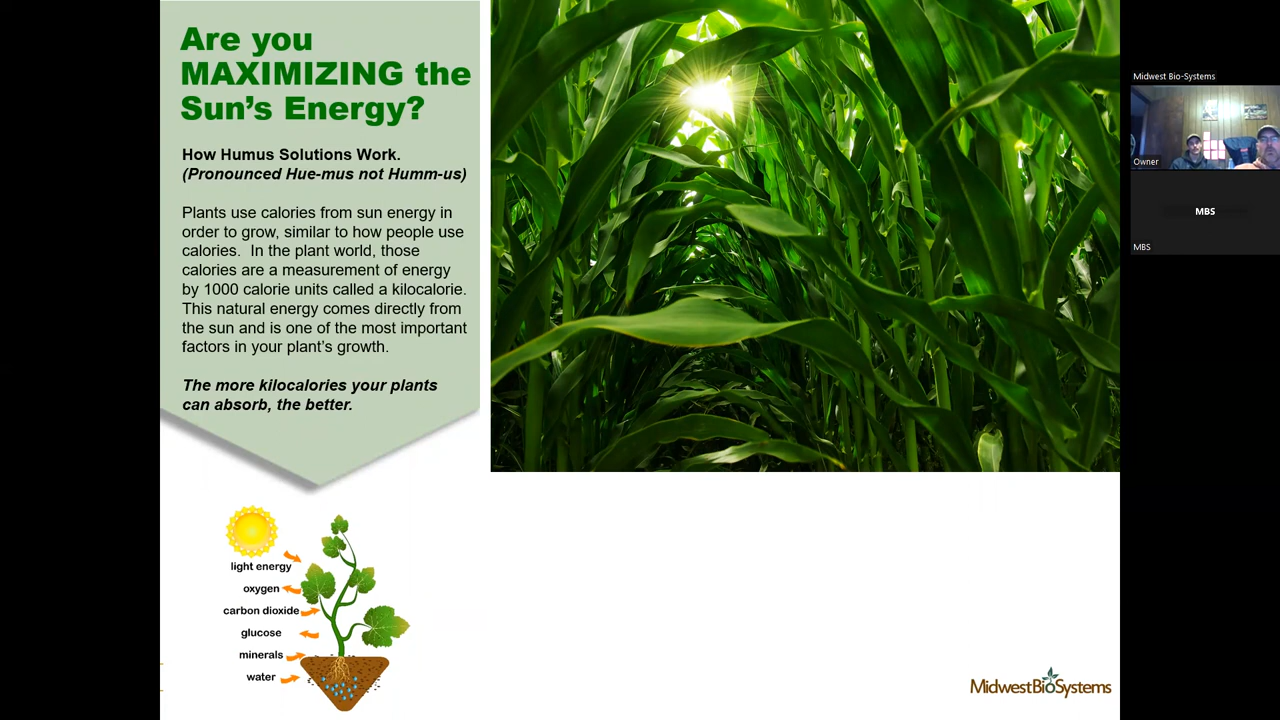 Are you
MAXIMIZING the
Sun's Energy?
How Humus Solutions Work.
(Pronounced Hue-mus not Humm-us)
Plants use calories from sun energy in
order to grow, similar to how people use
calories.  In the plant world, those
calories are a measurement of energy
by 1000 calorie units called a kilocalorie.
This natural energy comes directly from
the sun and is one of the most important
factors in your plant's growth.
The more kilocalories your plants
can absorb, the better.
light energy
oxygen
carbon dioxide
glucose
minerals
water
MidwestBioSystems
Midwest Bio-Systems
Owner
MBS
MBS